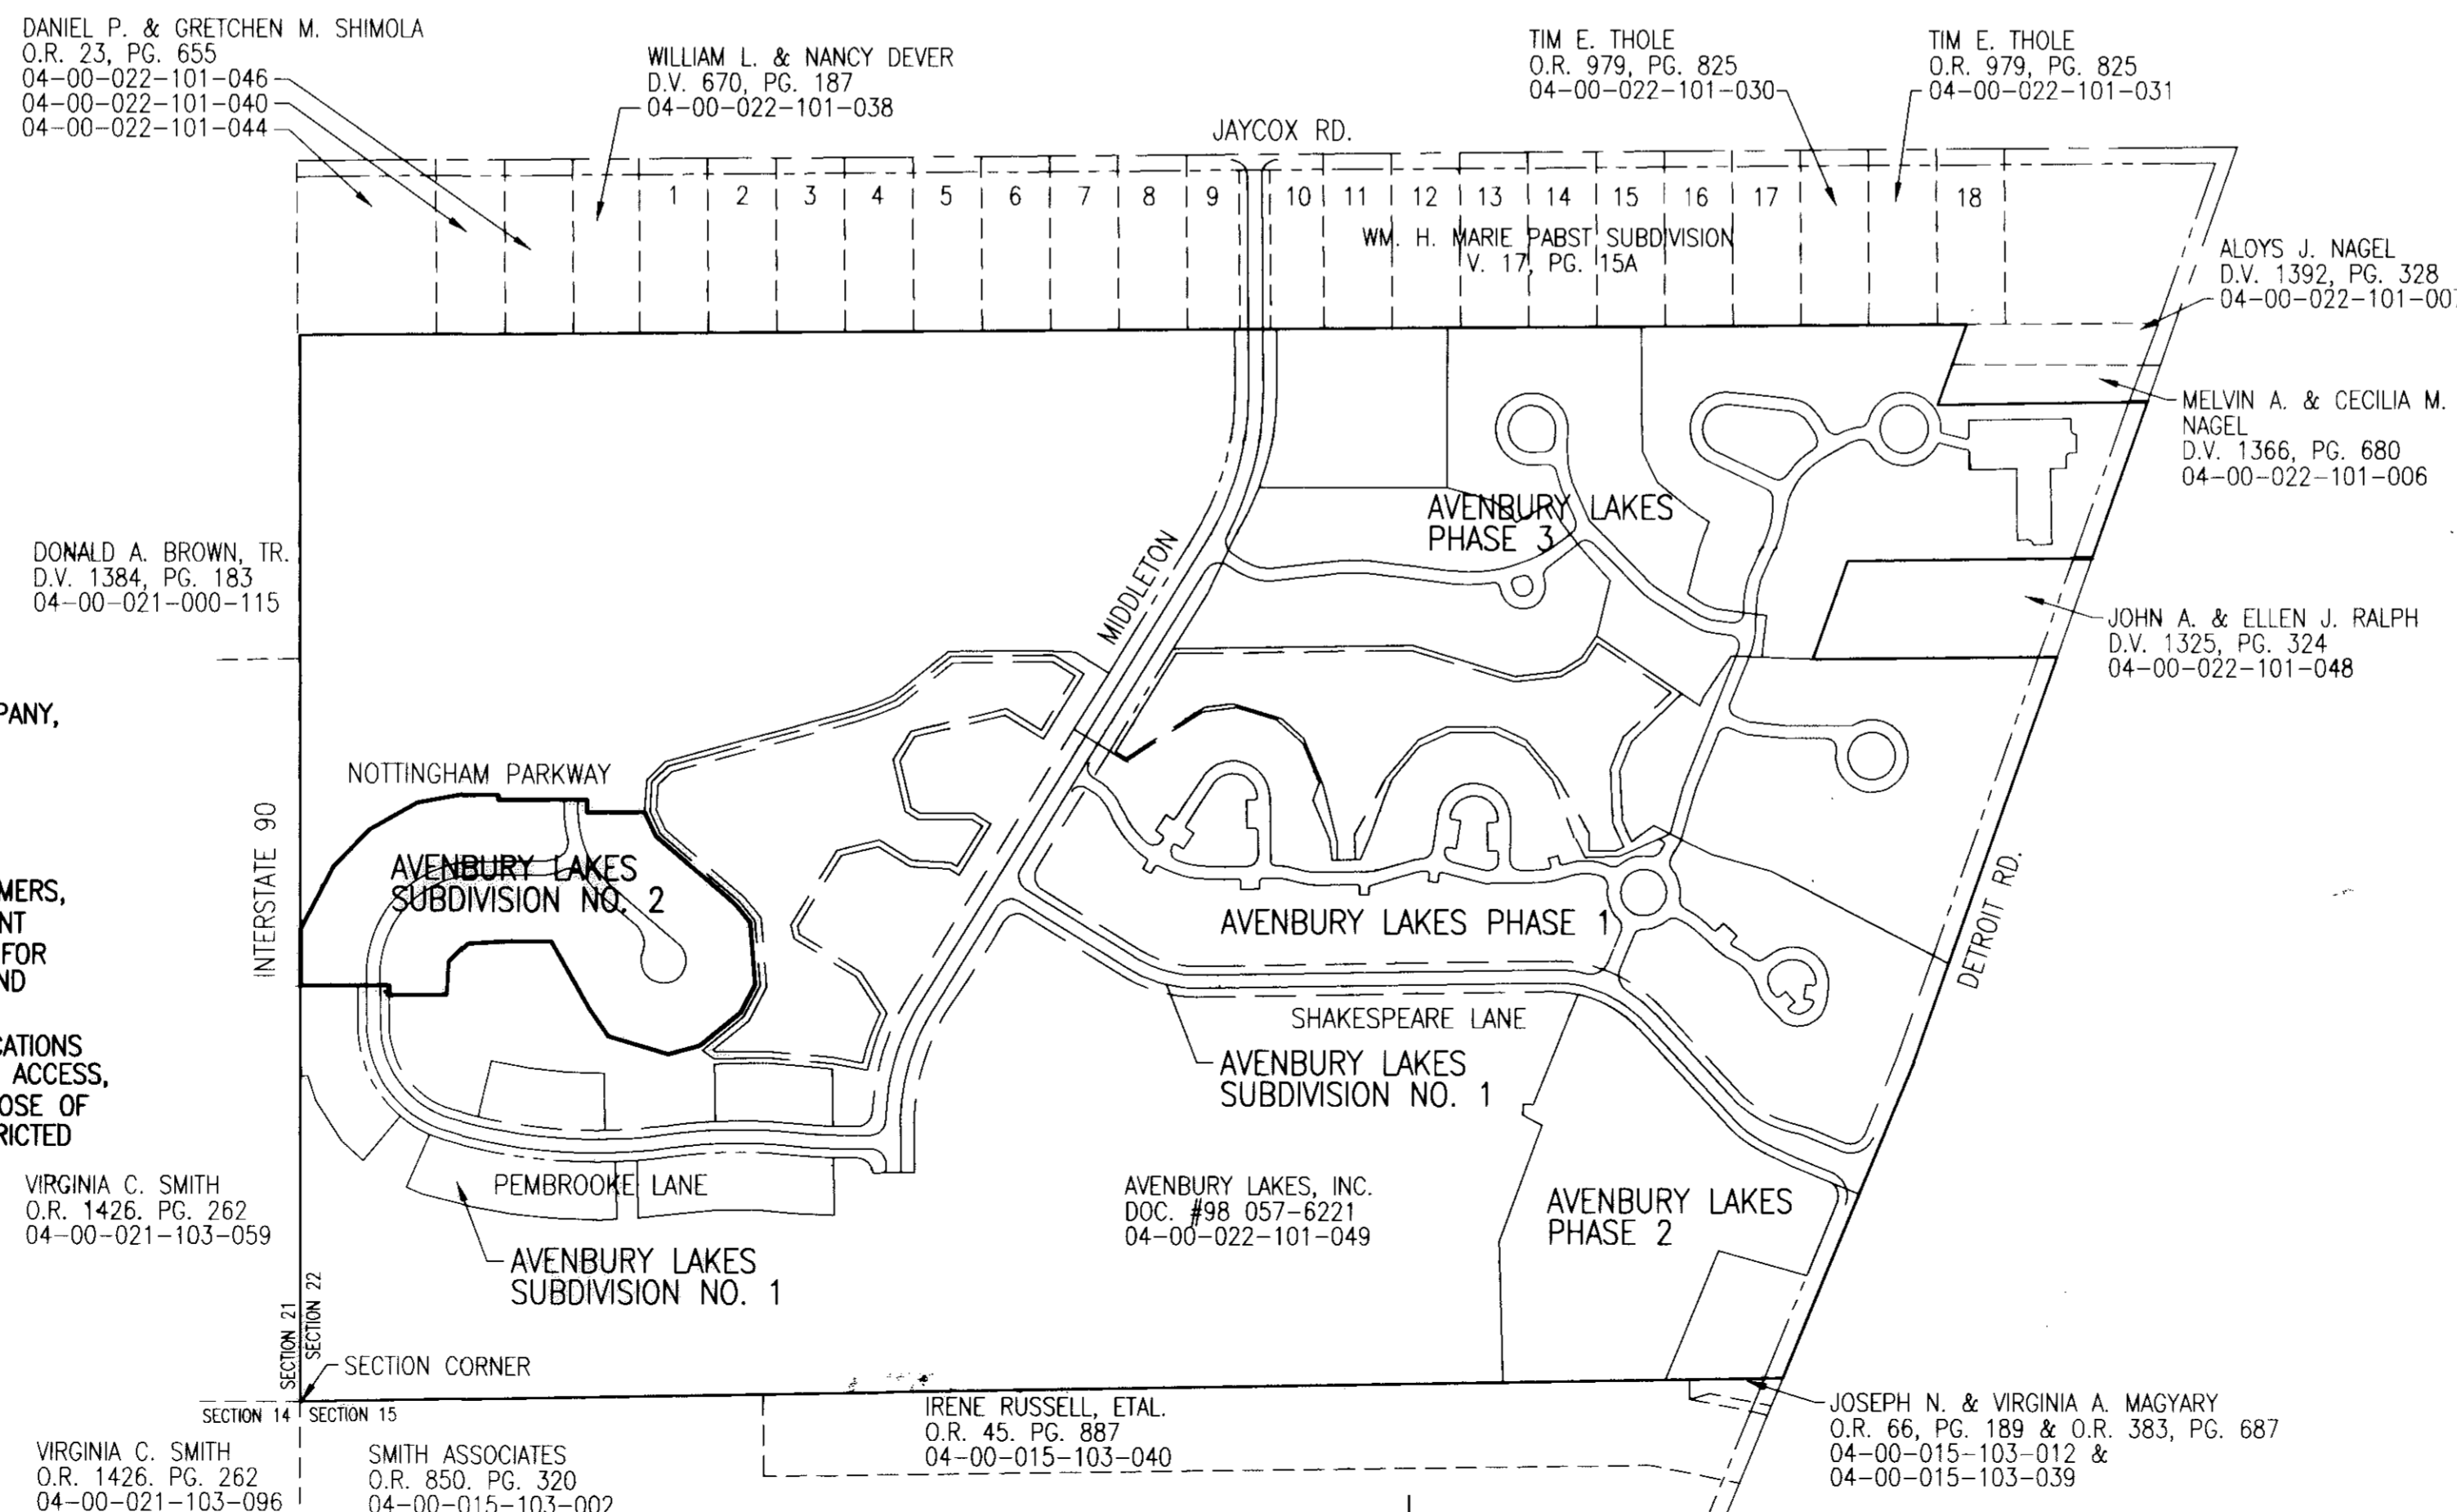 DANIEL P. & GRETCHEN M. SHIMOLA
O.R. 23, PG. 655
04-00-022-101-046
04-00-022-101-040
04-00-022-101-044
WILLIAM L. & NANCY DEVER
D.V. 670, PG. 187
04-00-022-101-038
TIM E. THOLE
O.R. 979, PG. 825
04-00-022-101-030
TIM E. THOLE
O.R. 979, PG. 825
04-00-022-101-031
JAYCOX RD.
1 2 3 4 5 6 7 8 9 10 11 12 13 14 15 16 17 18
WM. H. MARIE PABST SUBDIVISION
V. 17, PG. 15A
ALOYS J. NAGEL
D.V. 1392, PG. 328
04-00-022-101-007
MELVIN A. & CECILIA M.
NAGEL
D.V. 1366, PG. 680
04-00-022-101-006
AVENBURY LAKES
PHASE 3
MIDDLETON
DONALD A. BROWN, TR.
D.V. 1384, PG. 183
04-00-021-000-115
JOHN A. & ELLEN J. RALPH
D.V. 1325, PG. 324
04-00-022-101-048
PANY,
NOTTINGHAM PARKWAY
INTERSTATE 90
AVENBURY LAKES
SUBDIVISION NO. 2
MERS,
NT
FOR
ND
AVENBURY LAKES PHASE 1
DETROIT RD.
SHAKESPEARE LANE
AVENBURY LAKES
SUBDIVISION NO. 1
CATIONS
ACCESS,
OSE OF
RICTED
VIRGINIA C. SMITH
O.R. 1426. PG. 262
04-00-021-103-059
PEMBROOKE LANE
AVENBURY LAKES, INC.
DOC. #98 057-6221
04-00-022-101-049
AVENBURY LAKES
PHASE 2
AVENBURY LAKES
SUBDIVISION NO. 1
SECTION 21
SECTION 22
SECTION CORNER
SECTION 14
SECTION 15
IRENE RUSSELL, ETAL.
O.R. 45. PG. 887
04-00-015-103-040
JOSEPH N. & VIRGINIA A. MAGYARY
O.R. 66, PG. 189 & O.R. 383, PG. 687
04-00-015-103-012 &
04-00-015-103-039
VIRGINIA C. SMITH
O.R. 1426. PG. 262
04-00-021-103-096
SMITH ASSOCIATES
O.R. 850. PG. 320
04-00-015-103-002